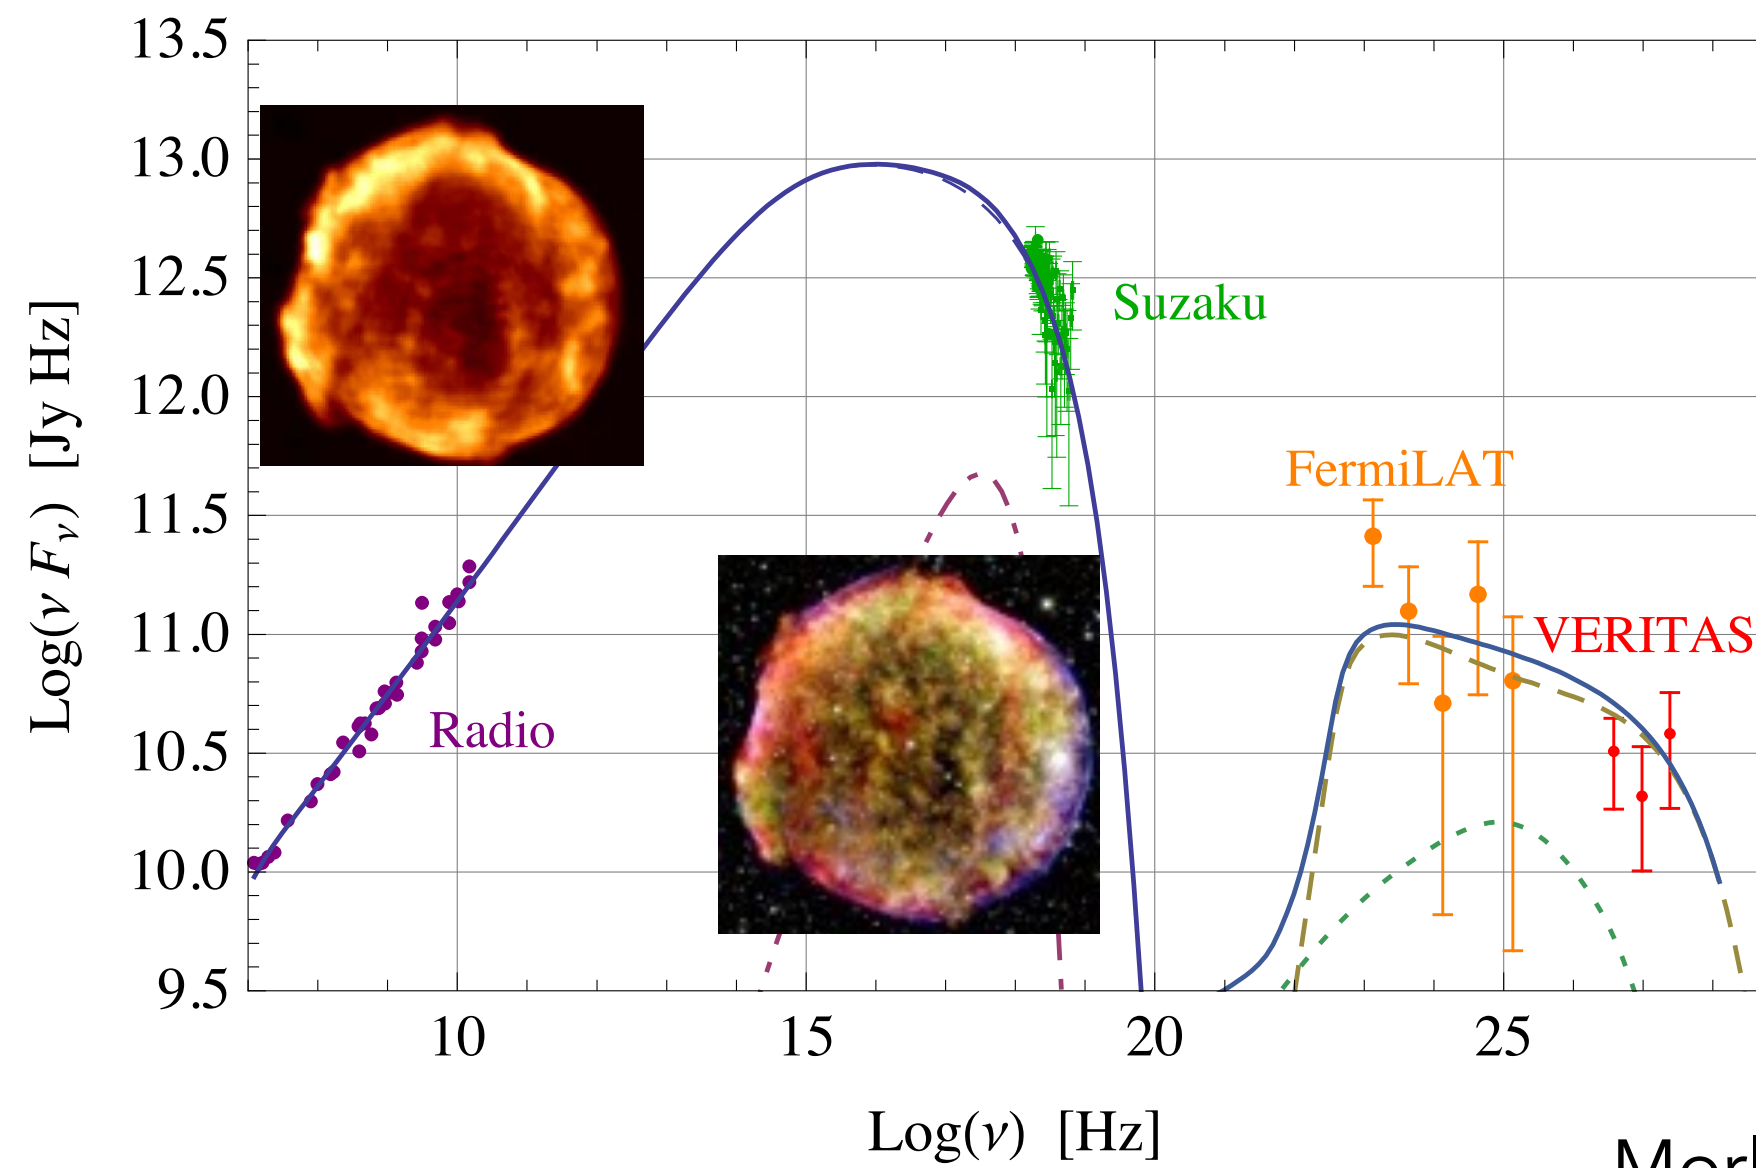 13.5
13.0
12.5
12.0
11.5
11.0
10.5
10.0
9.5
Log(ν Fν) [Jy Hz]
Suzaku
FermiLAT
VERITAS
Radio
10 15 20 25
Log(ν) [Hz]